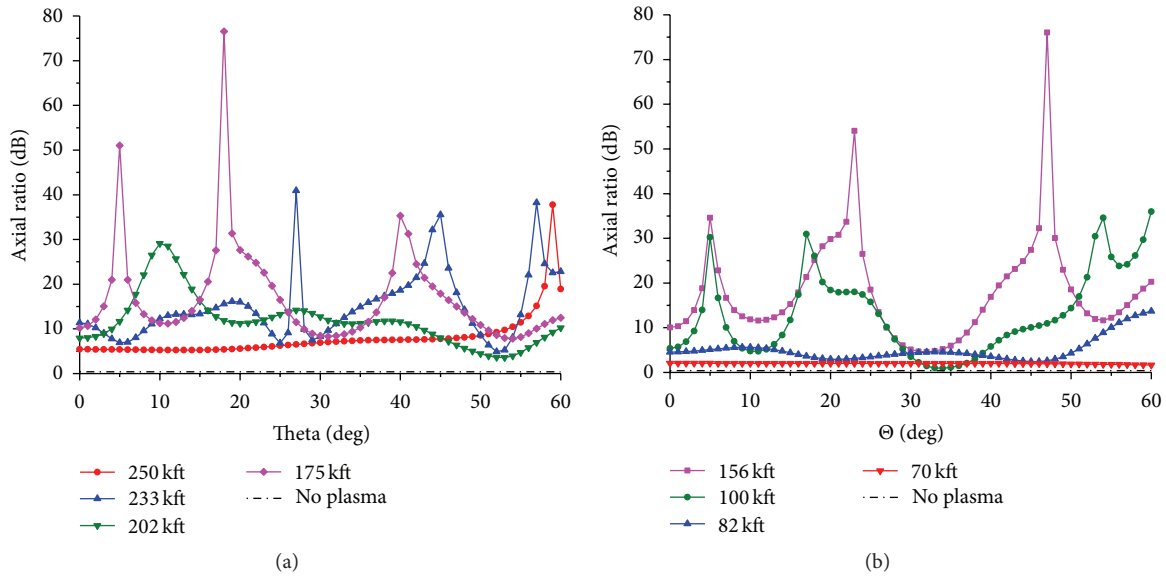 80
70
60
50
40
30
20
10
0
Axial ratio (dB)
0 10 20 30 40 50 60
Theta (deg)
250 kft
233 kft
202 kft
175 kft
No plasma
(a)
80
70
60
50
40
30
20
10
0
Axial ratio (dB)
0 10 20 30 40 50 60
Θ (deg)
156 kft
100 kft
82 kft
70 kft
No plasma
(b)